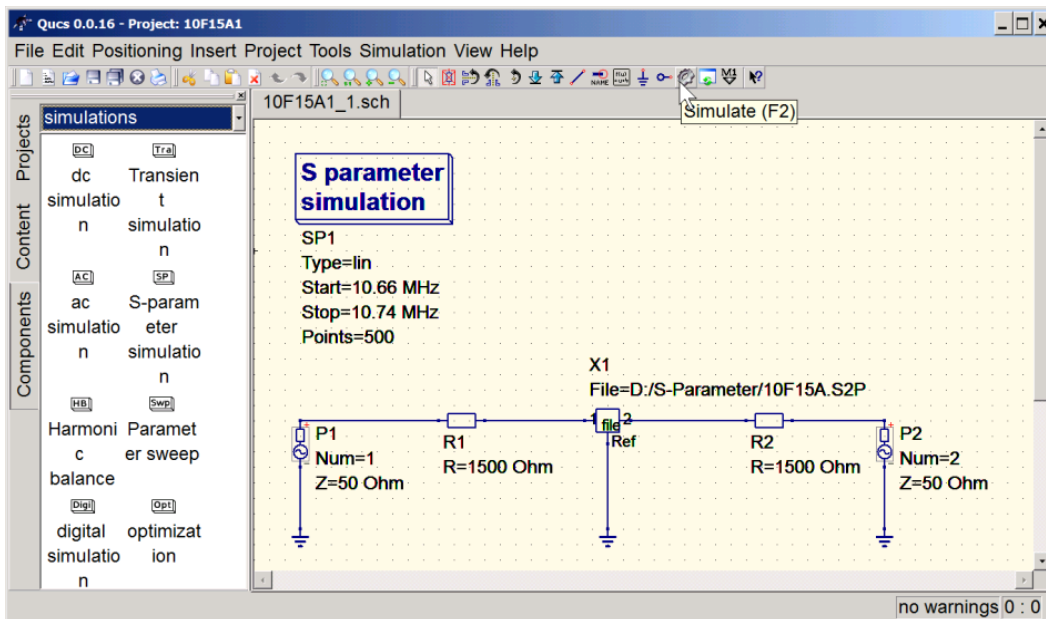 Qucs 0.0.16 - Project: 10F15A1
File Edit Positioning Insert Project Tools Simulation View Help
NAME
10F15A1_1.sch
Simulate (F2)
Projects
Content
Components
simulations
DC
dc
simulatio
n
Tra
Transien
t
simulatio
n
AC
ac
simulatio
n
SP
S-param
eter
simulatio
n
HB
Harmoni
c
balance
Swp
Paramet
er sweep
Digi
digital
simulatio
n
Opt
optimizat
ion
S parameter
simulation
SP1
Type=lin
Start=10.66 MHz
Stop=10.74 MHz
Points=500
X1
File=D:/S-Parameter/10F15A.S2P
1
file
2
Ref
P1
Num=1
Z=50 Ohm
R1
R=1500 Ohm
R2
R=1500 Ohm
P2
Num=2
Z=50 Ohm
no warnings 0 : 0